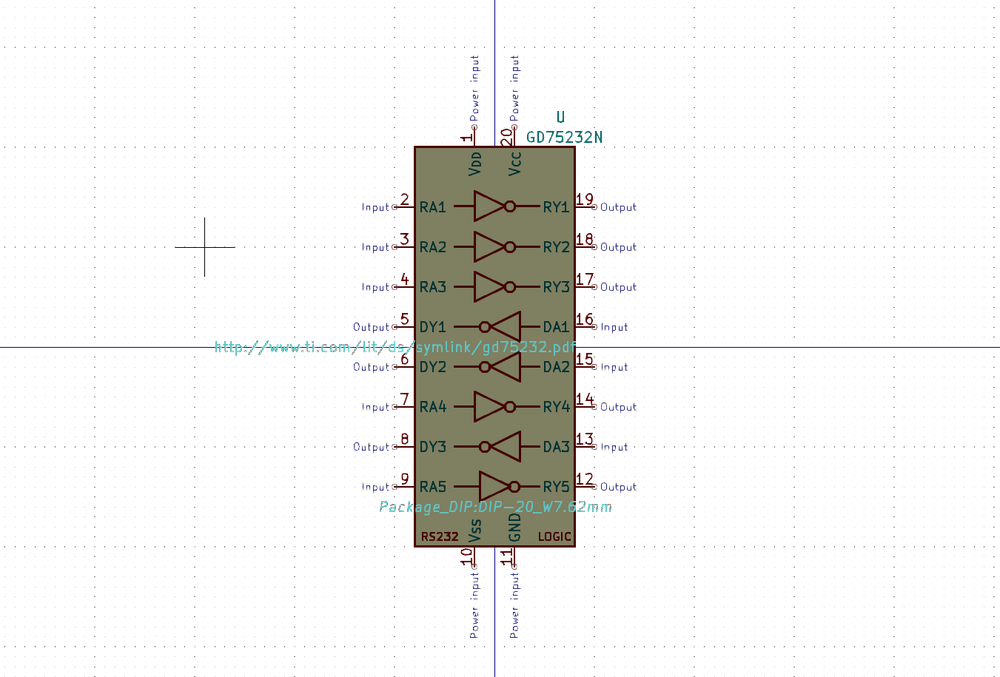 Power input Power input
U
1 20 GD75232N
VDD VCC
Input 2 RA1 RY1 19 Output
Input 3 RA2 RY2 18 Output
Input 4 RA3 RY3 17 Output
Output 5 DY1 DA1 16 Input
http://www.ti.com/lit/ds/symlink/gd75232.pdf
Output 6 DY2 DA2 15 Input
Input 7 RA4 RY4 14 Output
Output 8 DY3 DA3 13 Input
Input 9 RA5 RY5 12 Output
Package_DIP:DIP-20_W7.62mm
VSS GND
RS232 LOGIC
10 11
Power input Power input